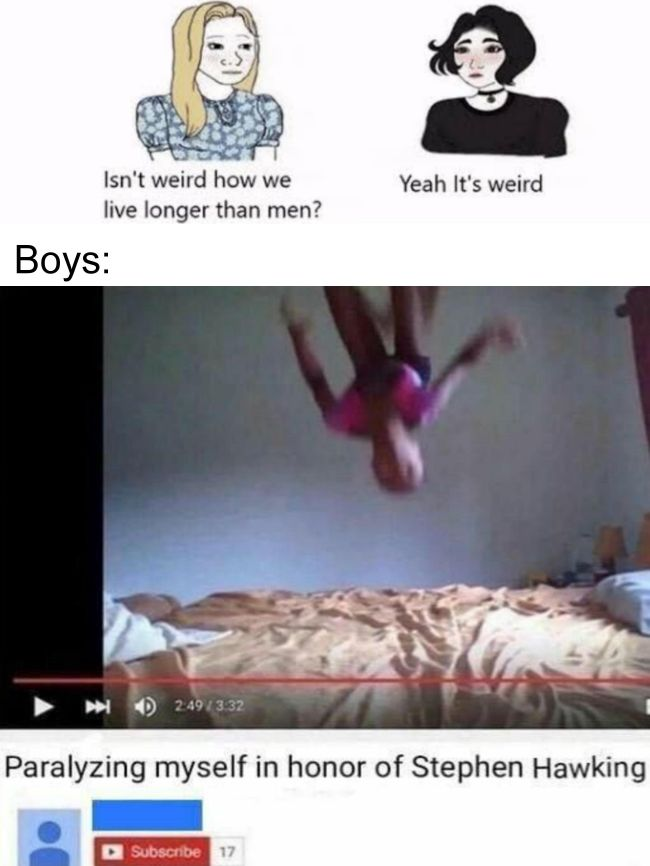 Isn't weird how we
live longer than men?
Yeah It's weird
Boys:
2:49 / 3:32
Paralyzing myself in honor of Stephen Hawking
Subscribe 17